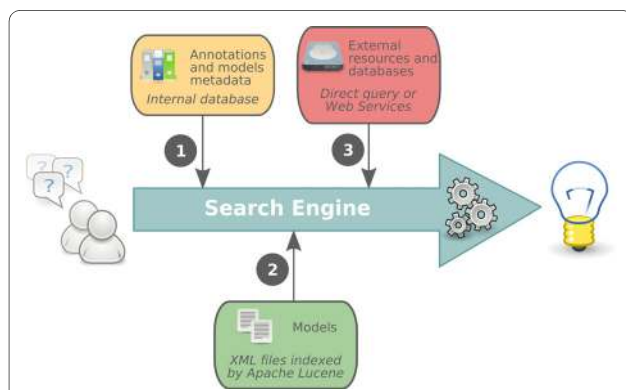 Annotations
and models
metadata
Internal database
External
resources and
databases
Direct query or
Web Services
1
3
? ? ?
Search Engine
2
Models
XML files indexed
by Apache Lucene